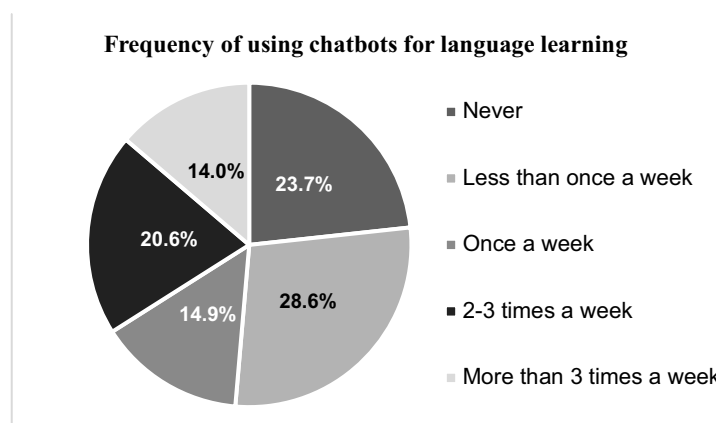 Frequency of using chatbots for language learning
14.0%
23.7%
20.6%
14.9%
28.6%
Never
Less than once a week
Once a week
2-3 times a week
More than 3 times a week